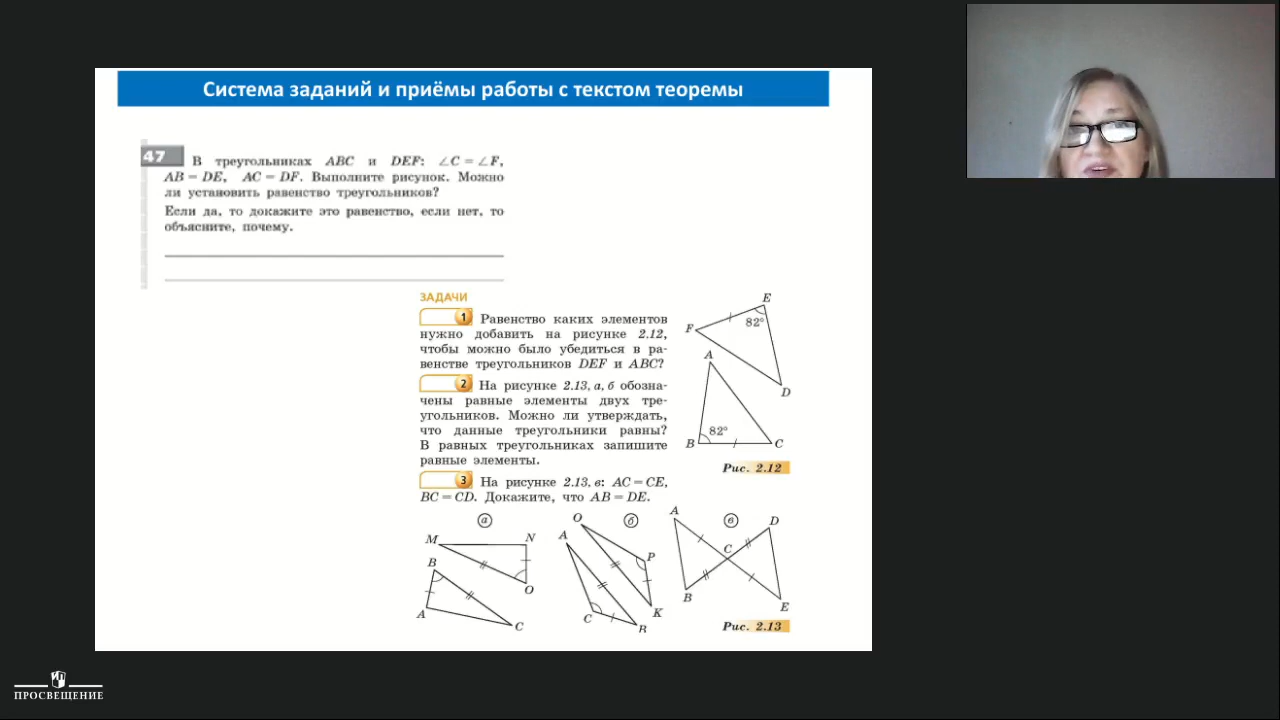 Система заданий и приёмы работы с текстом теоремы
47 В треугольниках ABC и DEF: ∠C = ∠F,
AB = DE, AC = DF. Выполните рисунок. Можно
ли установить равенство треугольников?
Если да, то докажите это равенство, если нет, то
объясните, почему.
ЗАДАЧИ
1 Равенство каких элементов
нужно добавить на рисунке 2.12,
чтобы можно было убедиться в ра-
венстве треугольников DEF и ABC?
2 На рисунке 2.13, а, б обозна-
чены равные элементы двух тре-
угольников. Можно ли утверждать,
что данные треугольники равны?
В равных треугольниках запишите
равные элементы.
3 На рисунке 2.13, в: AC = CE,
BC = CD. Докажите, что AB = DE.
E
82°
F
A
D
82°
B
C
Рис. 2.12
а
M
N
B
O
A
C
O
б
A
P
C
K
B
A
в
D
C
B
E
Рис. 2.13
ПРОСВЕЩЕНИЕ